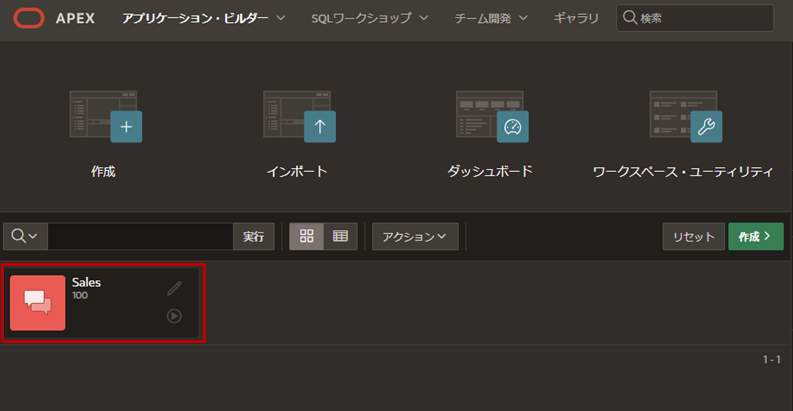 APEX アプリケーション・ビルダー SQLワークショップ チーム開発 ギャラリ 検索
作成 インポート ダッシュボード ワークスペース・ユーティリティ
実行 アクション リセット 作成
Sales
100
1 - 1